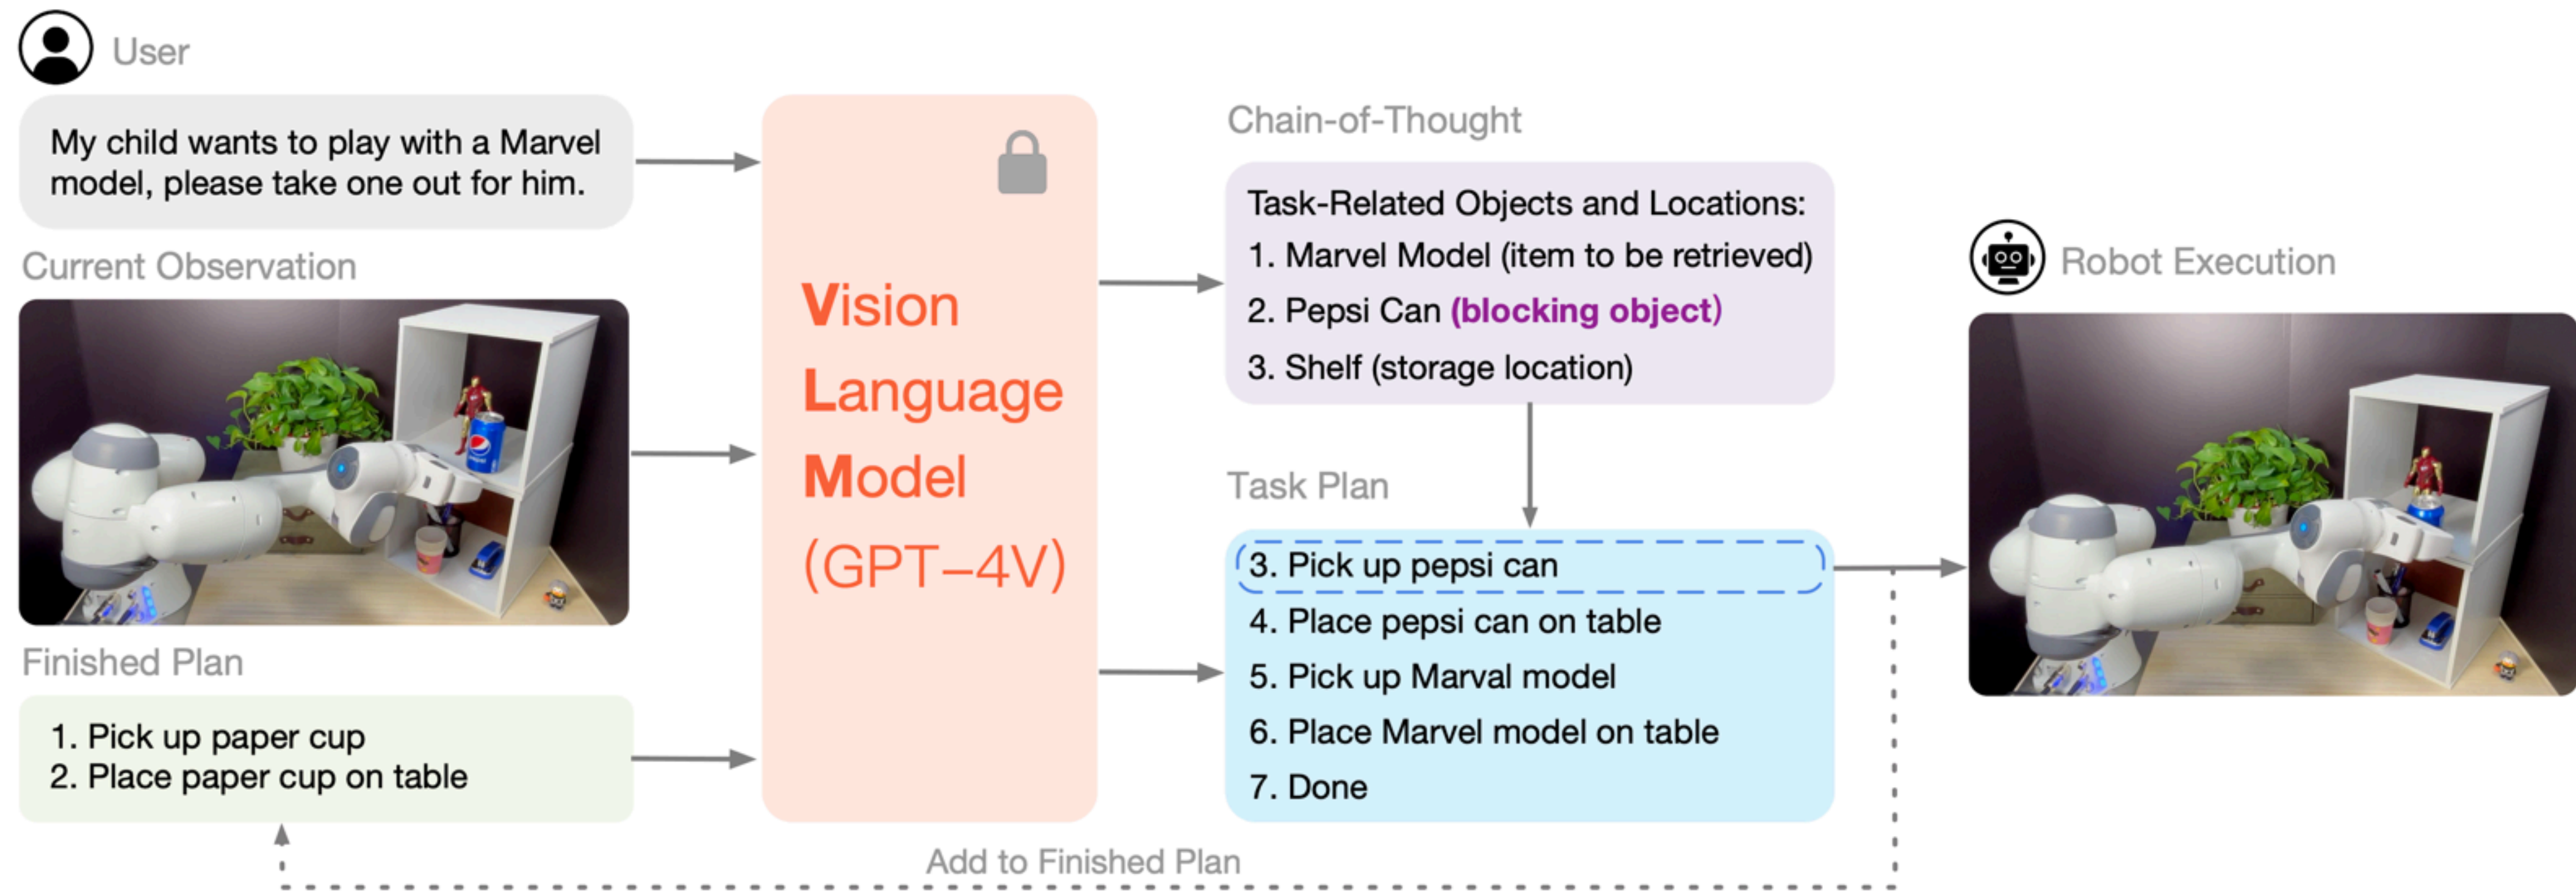 User
My child wants to play with a Marvel
model, please take one out for him.
Current Observation
Finished Plan
1. Pick up paper cup
2. Place paper cup on table
Vision
Language
Model
(GPT-4V)
Chain-of-Thought
Task-Related Objects and Locations:
1. Marvel Model (item to be retrieved)
2. Pepsi Can (blocking object)
3. Shelf (storage location)
Task Plan
3. Pick up pepsi can
4. Place pepsi can on table
5. Pick up Marval model
6. Place Marvel model on table
7. Done
Robot Execution
Add to Finished Plan